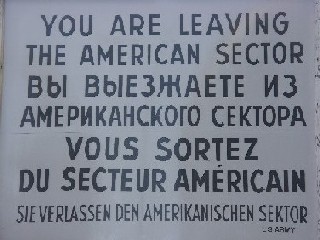 YOU ARE LEAVING
THE AMERICAN SECTOR
ВЫ ВЫЕЗЖАЕТЕ ИЗ
АМЕРИКАНСКОГО СЕКТОРА
VOUS SORTEZ
DU SECTEUR AMÉRICAIN
SIE VERLASSEN DEN AMERIKANISCHEN SEKTOR
US ARMY